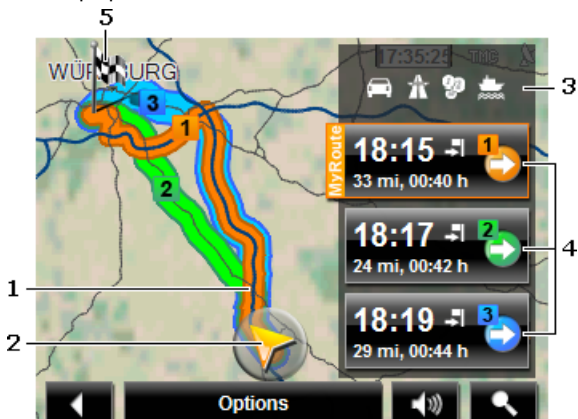 5
17:35:25 TMC
WÜRZBURG
3
3
1
MyRoute
18:15 1
33 mi, 00:40 h
2
18:17 2
24 mi, 00:42 h
4
1
18:19 3
29 mi, 00:44 h
2
Options